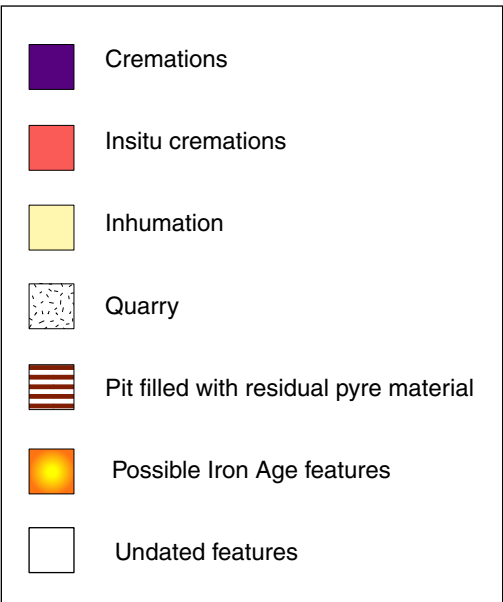 Cremations
Insitu cremations
Inhumation
Quarry
Pit filled with residual pyre material
Possible Iron Age features
Undated features